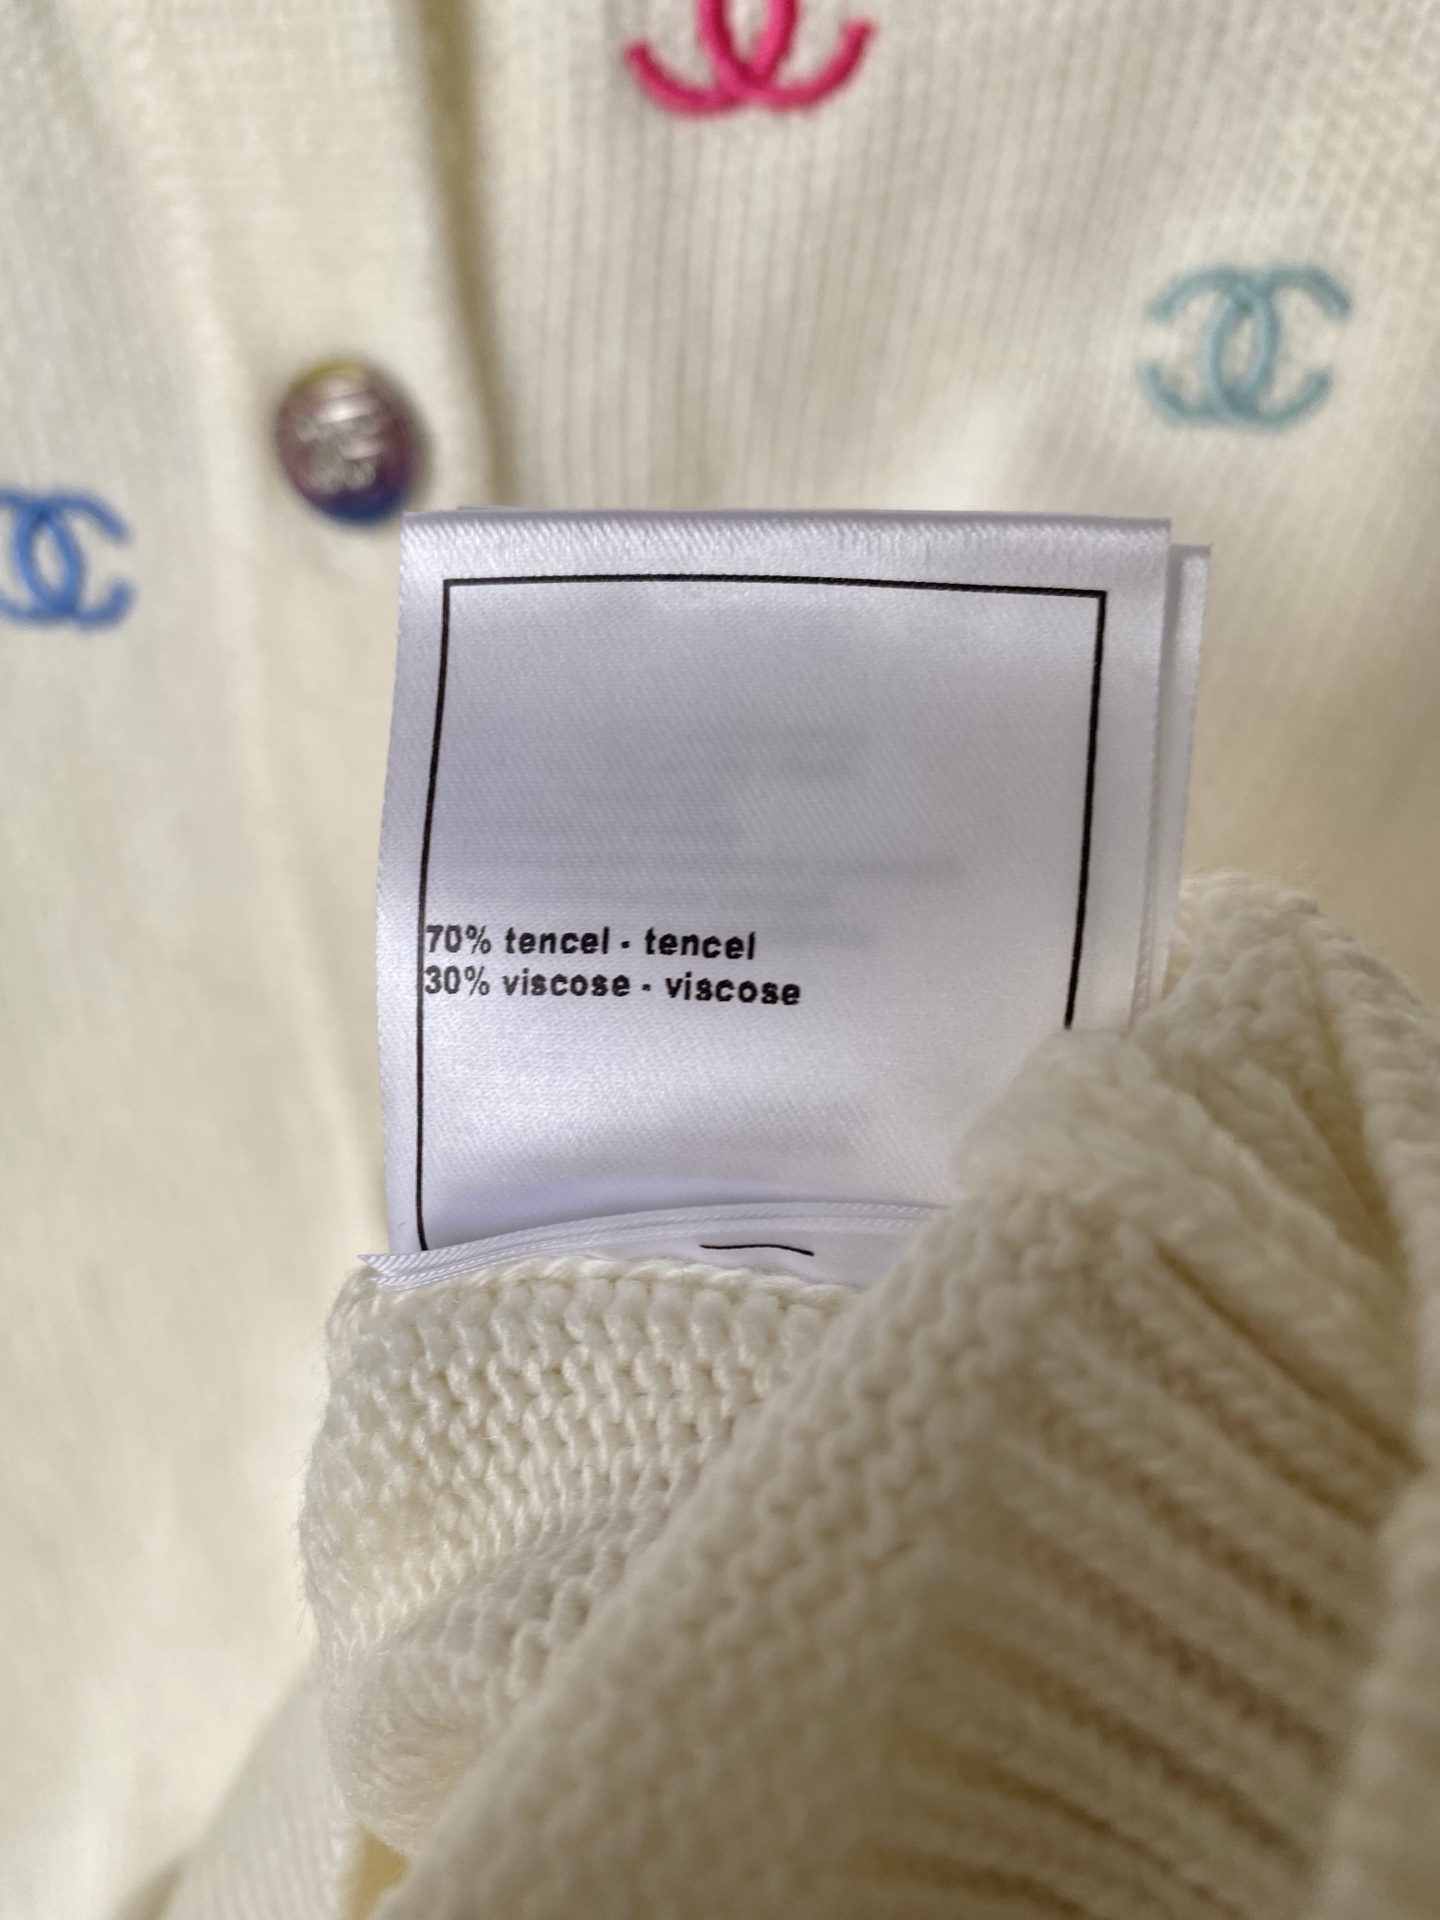 70% tencel - tencel
30% viscose - viscose